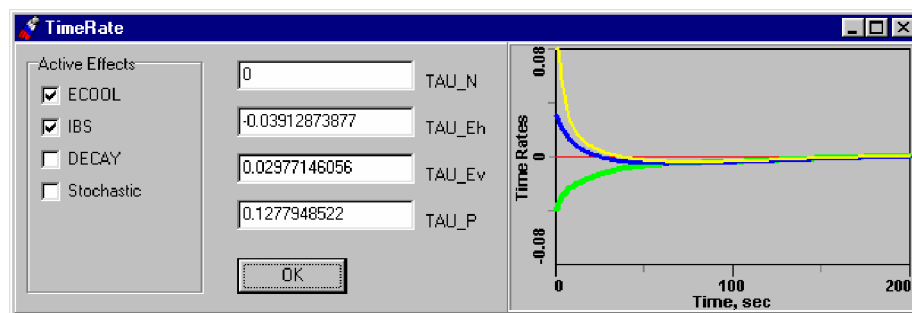 TimeRate
Active Effects
ECOOL
IBS
DECAY
Stochastic
0
TAU_N
-0.03912873877
TAU_Eh
0.02977146056
TAU_Ev
0.1277948522
TAU_P
OK
Time Rates
0.08
0
-0.08
0
100
200
Time, sec